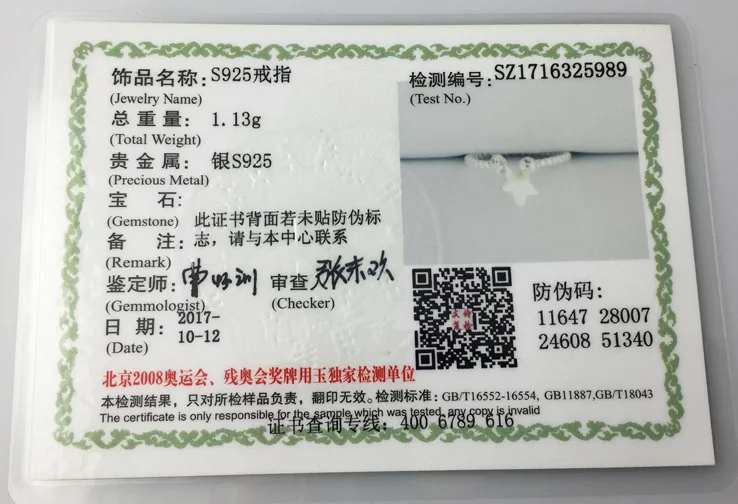 饰品名称: S925戒指
(Jewelry Name)
检测编号: SZ1716325989
(Test No.)
总重量: 1.13g
(Total Weight)
贵金属: 银S925
(Precious Metal)
宝石:
(Gemstone) 此证书背面若未贴防伪标
备注: 志，请与本中心联系
(Remark)
鉴定师: 审查
(Gemmologist) (Checker)
日期: 2017-
10-12
(Date)
防伪码:
11647 28007
24608 51340
北京2008奥运会、残奥会奖牌用玉独家检测单位
本检测结果，只对所检样品负责，翻印无效。检测标准: GB/T16552-16554, GB11887,GB/T18043
The certificate is only responsible for the sample which was tested, any copy is invalid
证书查询专线: 400 6789 616